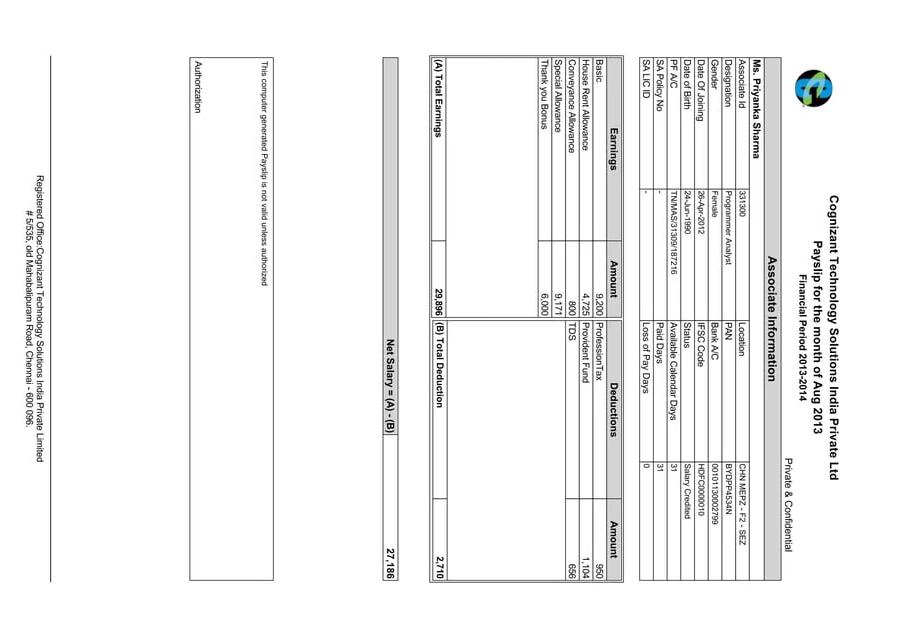 Cognizant Technology Solutions India Private Ltd
Payslip for the month of Aug 2013
Financial Period 2013-2014
Private & Confidential
Associate Information
Ms. Priyanka Sharma
Associate Id 331300 Location CHN MEPZ - F2 - SEZ
Designation Programmer Analyst PAN BYDPP4534N
Gender Female Bank A/C 00101130002799
Date Of Joining 26-Apr-2012 IFSC Code HDFC0000010
Date of Birth 24-Jun-1990 Status Salary Credited
PF A/C TN/MAS/31309/187216 Available Calendar Days 31
SA Policy No - Paid Days 31
SA LIC ID - Loss of Pay Days 0
Earnings Amount Deductions Amount
Basic 9,200 ProfessionTax 950
House Rent Allowance 4,725 Provident Fund 1,104
Conveyance Allowance 800 TDS 656
Special Allowance 9,171
Thank you Bonus 6,000
(A) Total Earnings 29,896 (B) Total Deduction 2,710
Net Salary = (A) - (B) 27,186
This computer generated Payslip is not valid unless authorized
Authorization
Registered Office:Cognizant Technology Solutions India Private Limited
# 5/535, old Mahabalipuram Road, Chennai - 600 096.